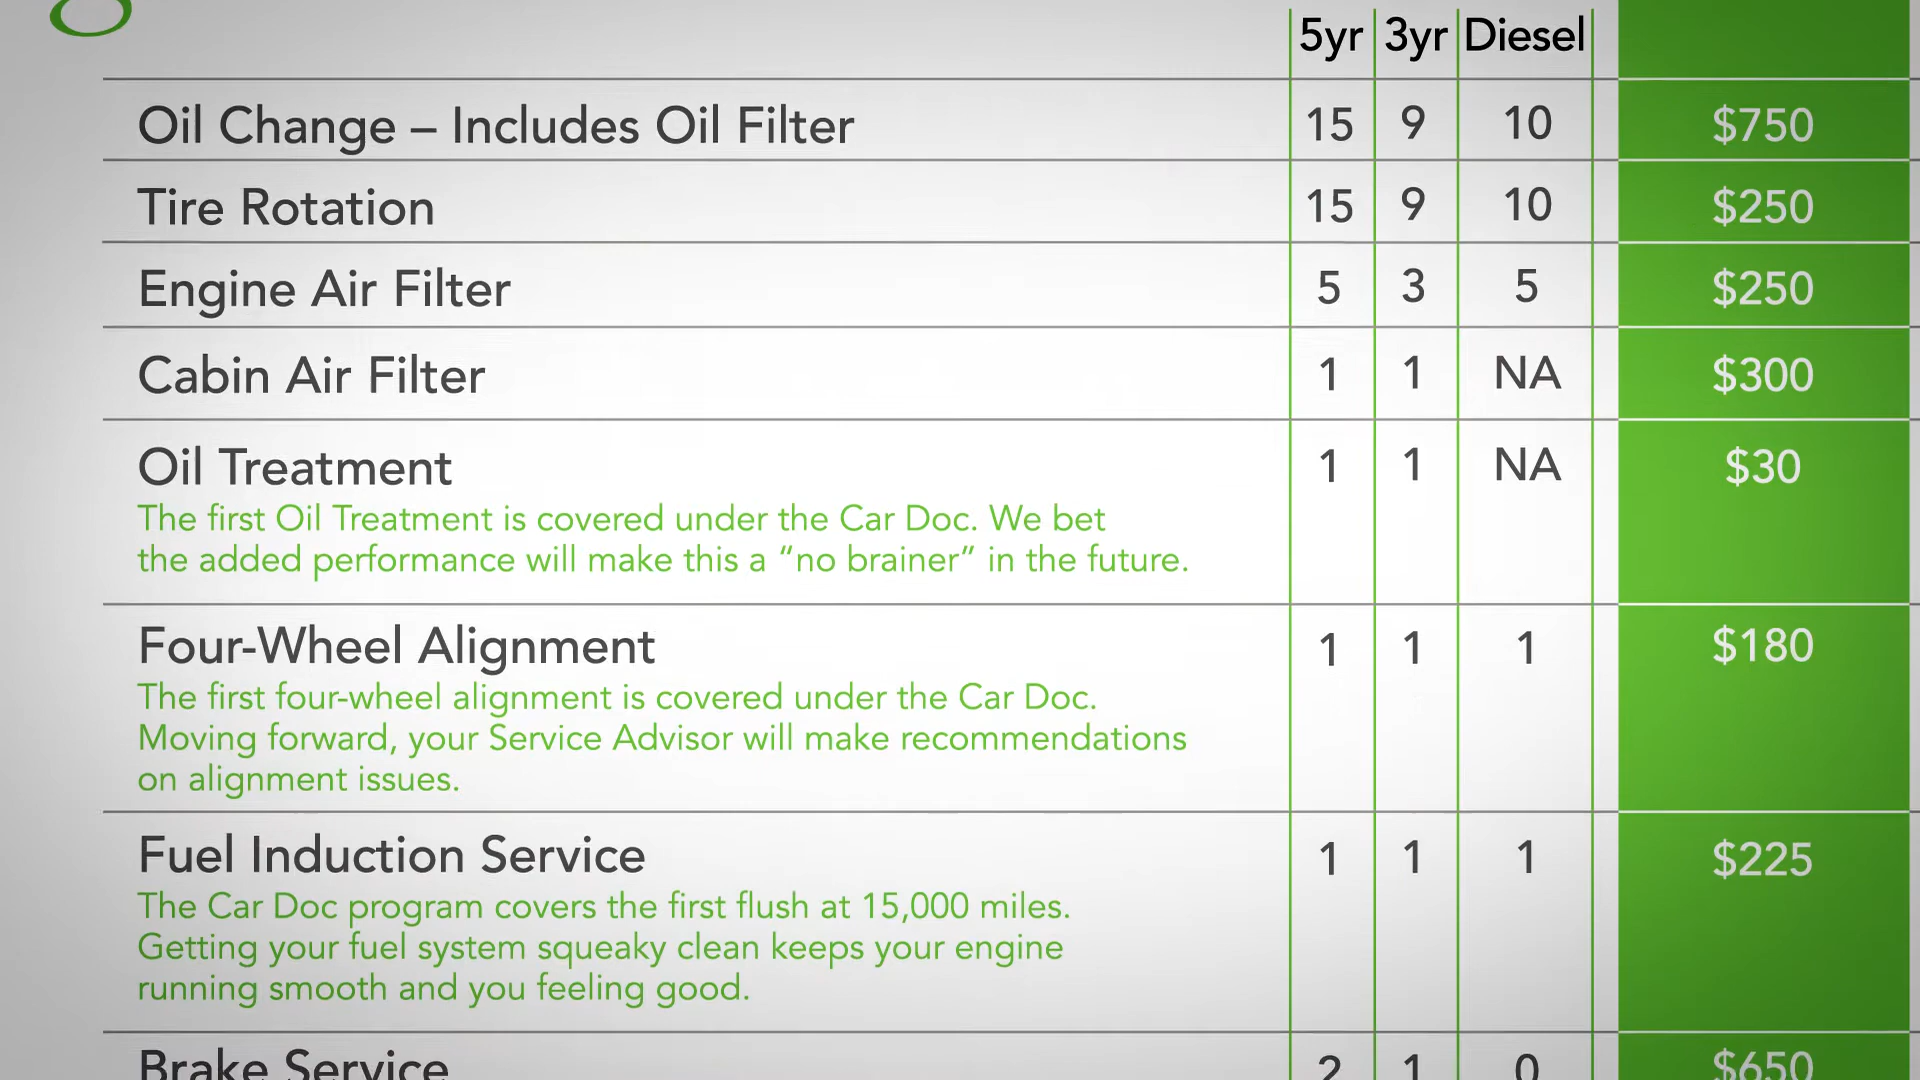 5yr 3yr Diesel
Oil Change – Includes Oil Filter 15 9 10 $750
Tire Rotation 15 9 10 $250
Engine Air Filter 5 3 5 $250
Cabin Air Filter 1 1 NA $300
Oil Treatment 1 1 NA $30
The first Oil Treatment is covered under the Car Doc. We bet
the added performance will make this a “no brainer” in the future.
Four-Wheel Alignment 1 1 1 $180
The first four-wheel alignment is covered under the Car Doc.
Moving forward, your Service Advisor will make recommendations
on alignment issues.
Fuel Induction Service 1 1 1 $225
The Car Doc program covers the first flush at 15,000 miles.
Getting your fuel system squeaky clean keeps your engine
running smooth and you feeling good.
Brake Service 2 1 0 $650